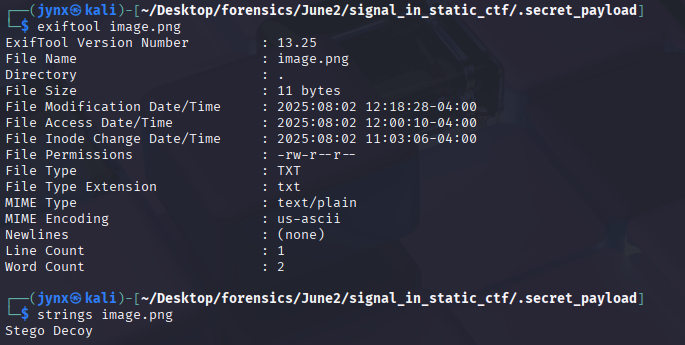 ┌──(jynx㉿kali)-[~/Desktop/forensics/June2/signal_in_static_ctf/.secret_payload]
└─$ exiftool image.png
ExifTool Version Number         : 13.25
File Name                       : image.png
Directory                       : .
File Size                       : 11 bytes
File Modification Date/Time     : 2025:08:02 12:18:28-04:00
File Access Date/Time           : 2025:08:02 12:00:10-04:00
File Inode Change Date/Time     : 2025:08:02 11:03:06-04:00
File Permissions                : -rw-r--r--
File Type                       : TXT
File Type Extension             : txt
MIME Type                       : text/plain
MIME Encoding                   : us-ascii
Newlines                        : (none)
Line Count                      : 1
Word Count                      : 2
┌──(jynx㉿kali)-[~/Desktop/forensics/June2/signal_in_static_ctf/.secret_payload]
└─$ strings image.png
Stego Decoy